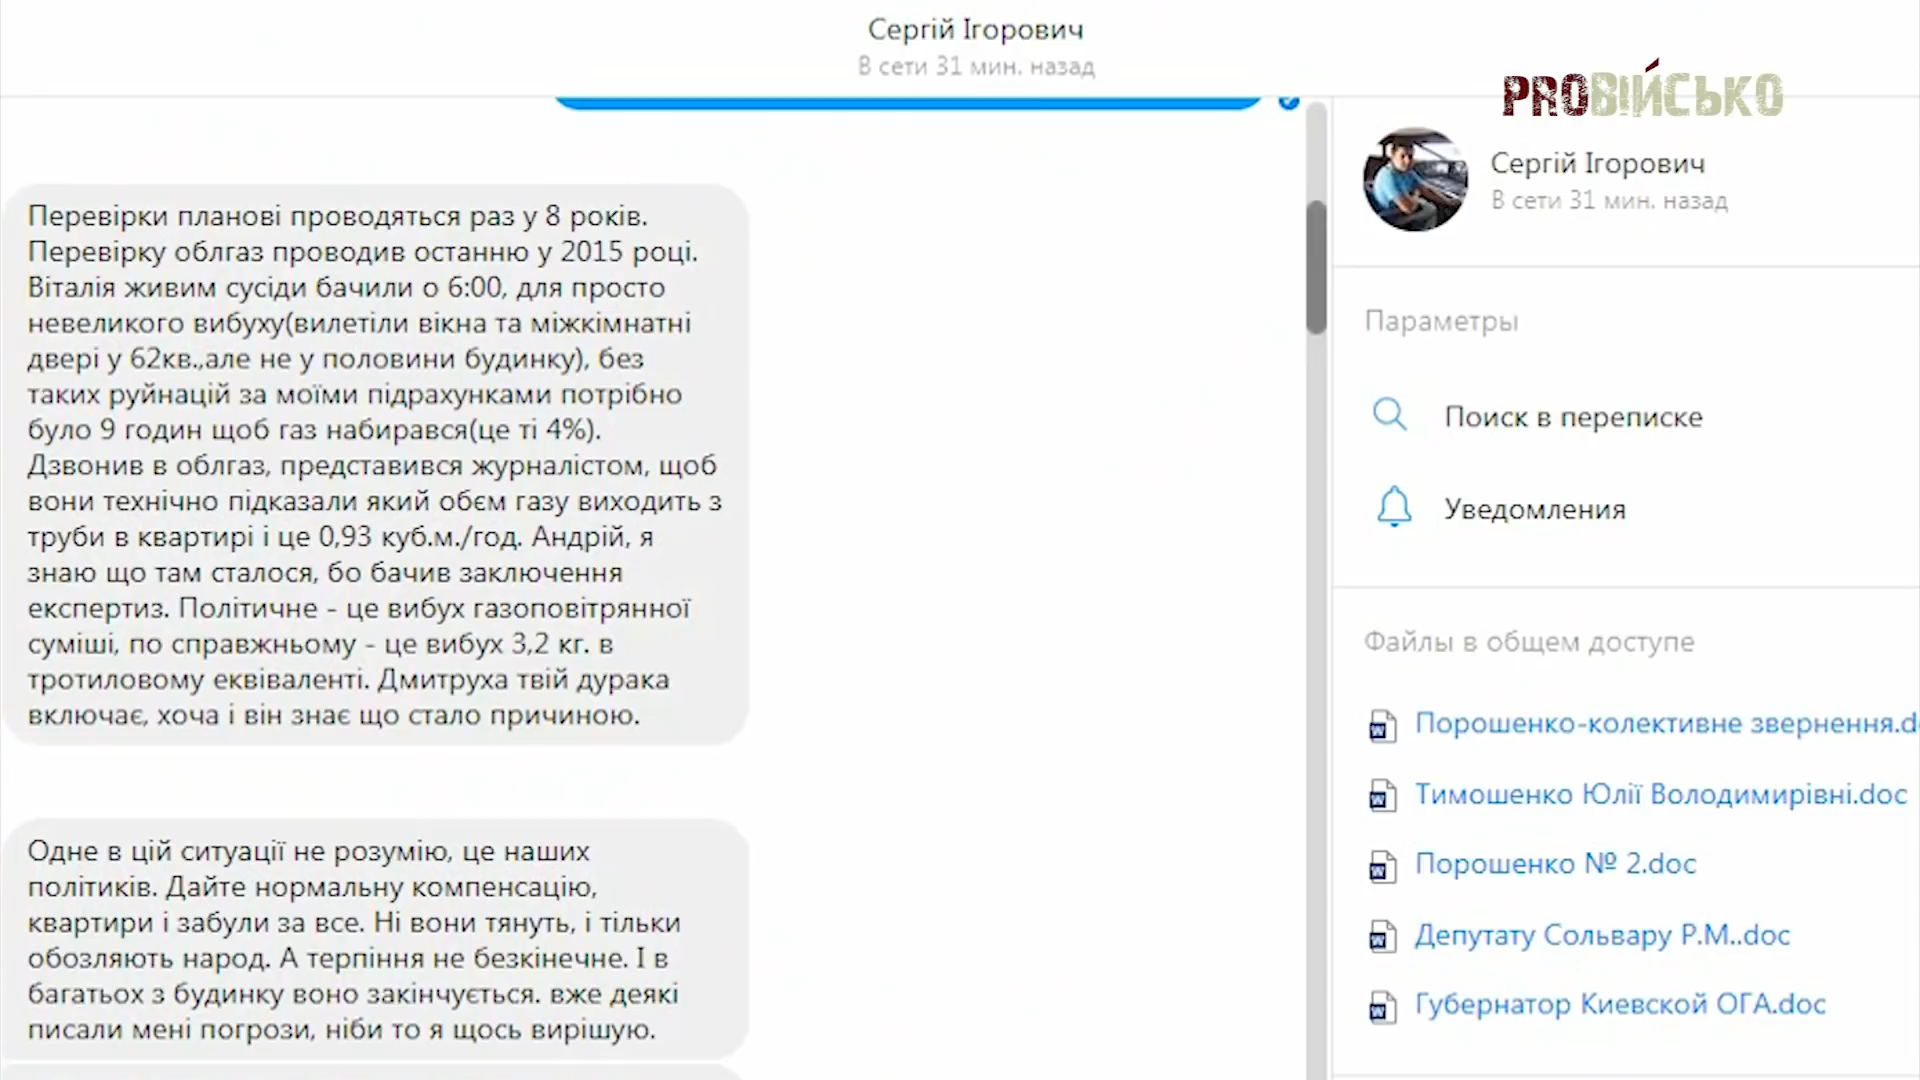 Сергій Ігорович
В сети 31 мин. назад
PROВІЙСЬКО
Перевірки планові проводяться раз у 8 років.
Перевірку облгаз проводив останню у 2015 році.
Віталія живим сусіди бачили о 6:00, для просто
невеликого вибуху(вилетіли вікна та міжкімнатні
двері у 62кв.,але не у половини будинку), без
таких руйнацій за моїми підрахунками потрібно
було 9 годин щоб газ набирався(це ті 4%).
Дзвонив в облгаз, представився журналістом, щоб
вони технічно підказали який обєм газу виходить з
труби в квартирі і це 0,93 куб.м./год. Андрій, я
знаю що там сталося, бо бачив заключення
експертиз. Політичне - це вибух газоповітрянної
суміші, по справжньому - це вибух 3,2 кг. в
тротиловому еквіваленті. Дмитруха твій дурака
включає, хоча і він знає що стало причиною.
Одне в цій ситуації не розумію, це наших
політиків. Дайте нормальну компенсацію,
квартири і забули за все. Ні вони тянуть, і тільки
обозляють народ. А терпіння не безкінечне. І в
багатьох з будинку воно закінчується. вже деякі
писали мені погрози, ніби то я щось вирішую.
Сергій Ігорович
В сети 31 мин. назад
Параметры
Поиск в переписке
Уведомления
Файлы в общем доступе
Порошенко-колективне звернення.d
Тимошенко Юлії Володимирівні.doc
Порошенко № 2.doc
Депутату Сольвару Р.М..doc
Губернатор Киевской ОГА.doc